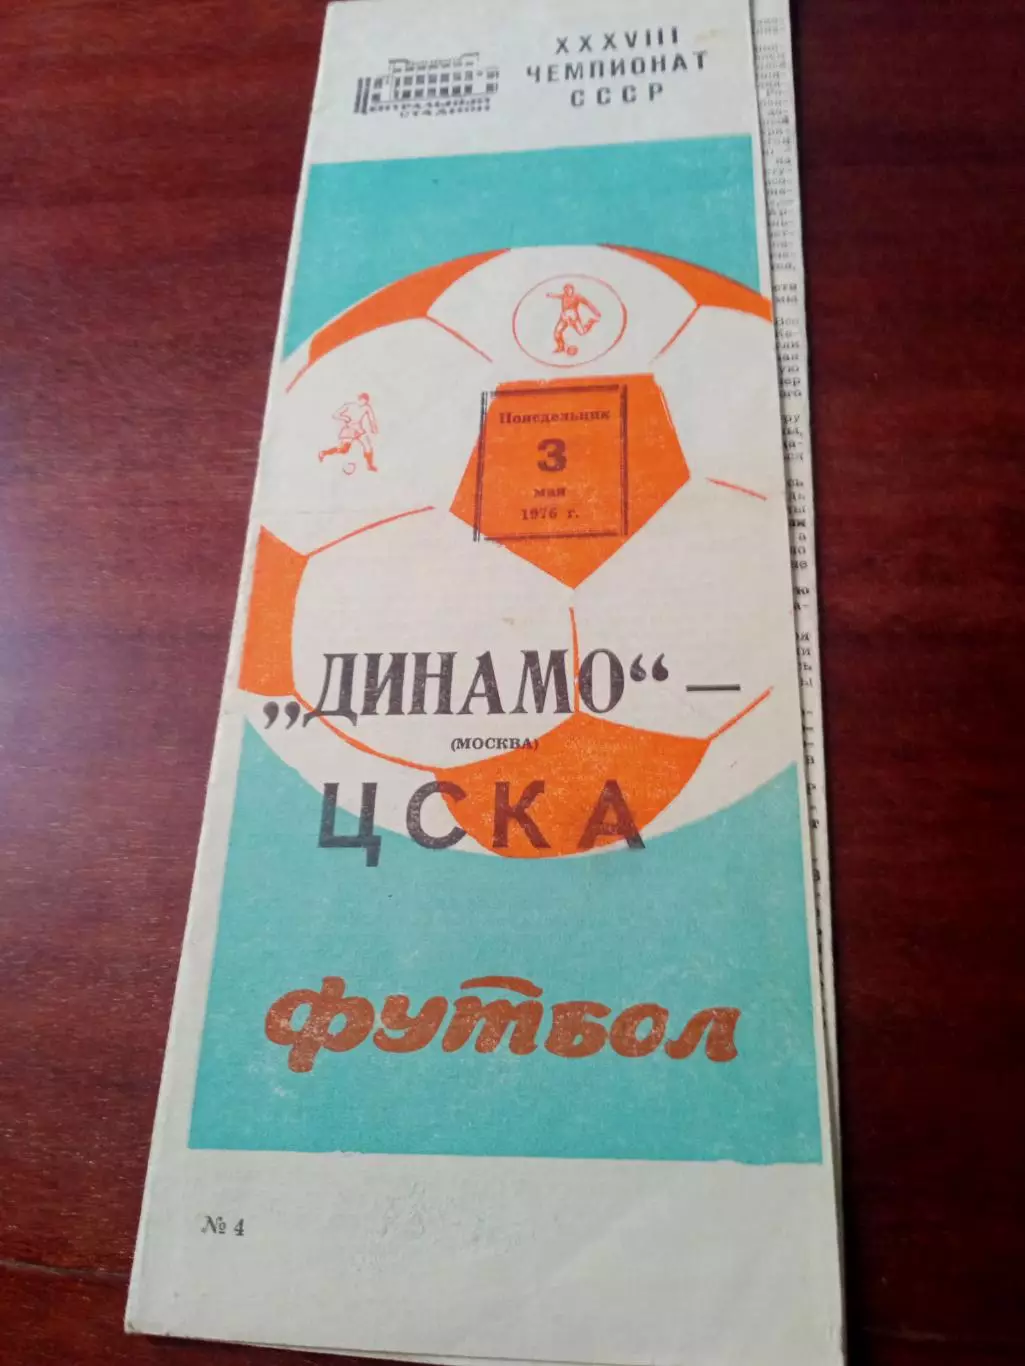 XXXVIII
ЧЕМПИОНАТ
СССР
ЦЕНТРАЛЬНЫЙ
СТАДИОН
Понедельник
3
мая
1976 г.
„ДИНАМО“ —
(МОСКВА)
ЦСКА
ФУТБОЛ
№ 4